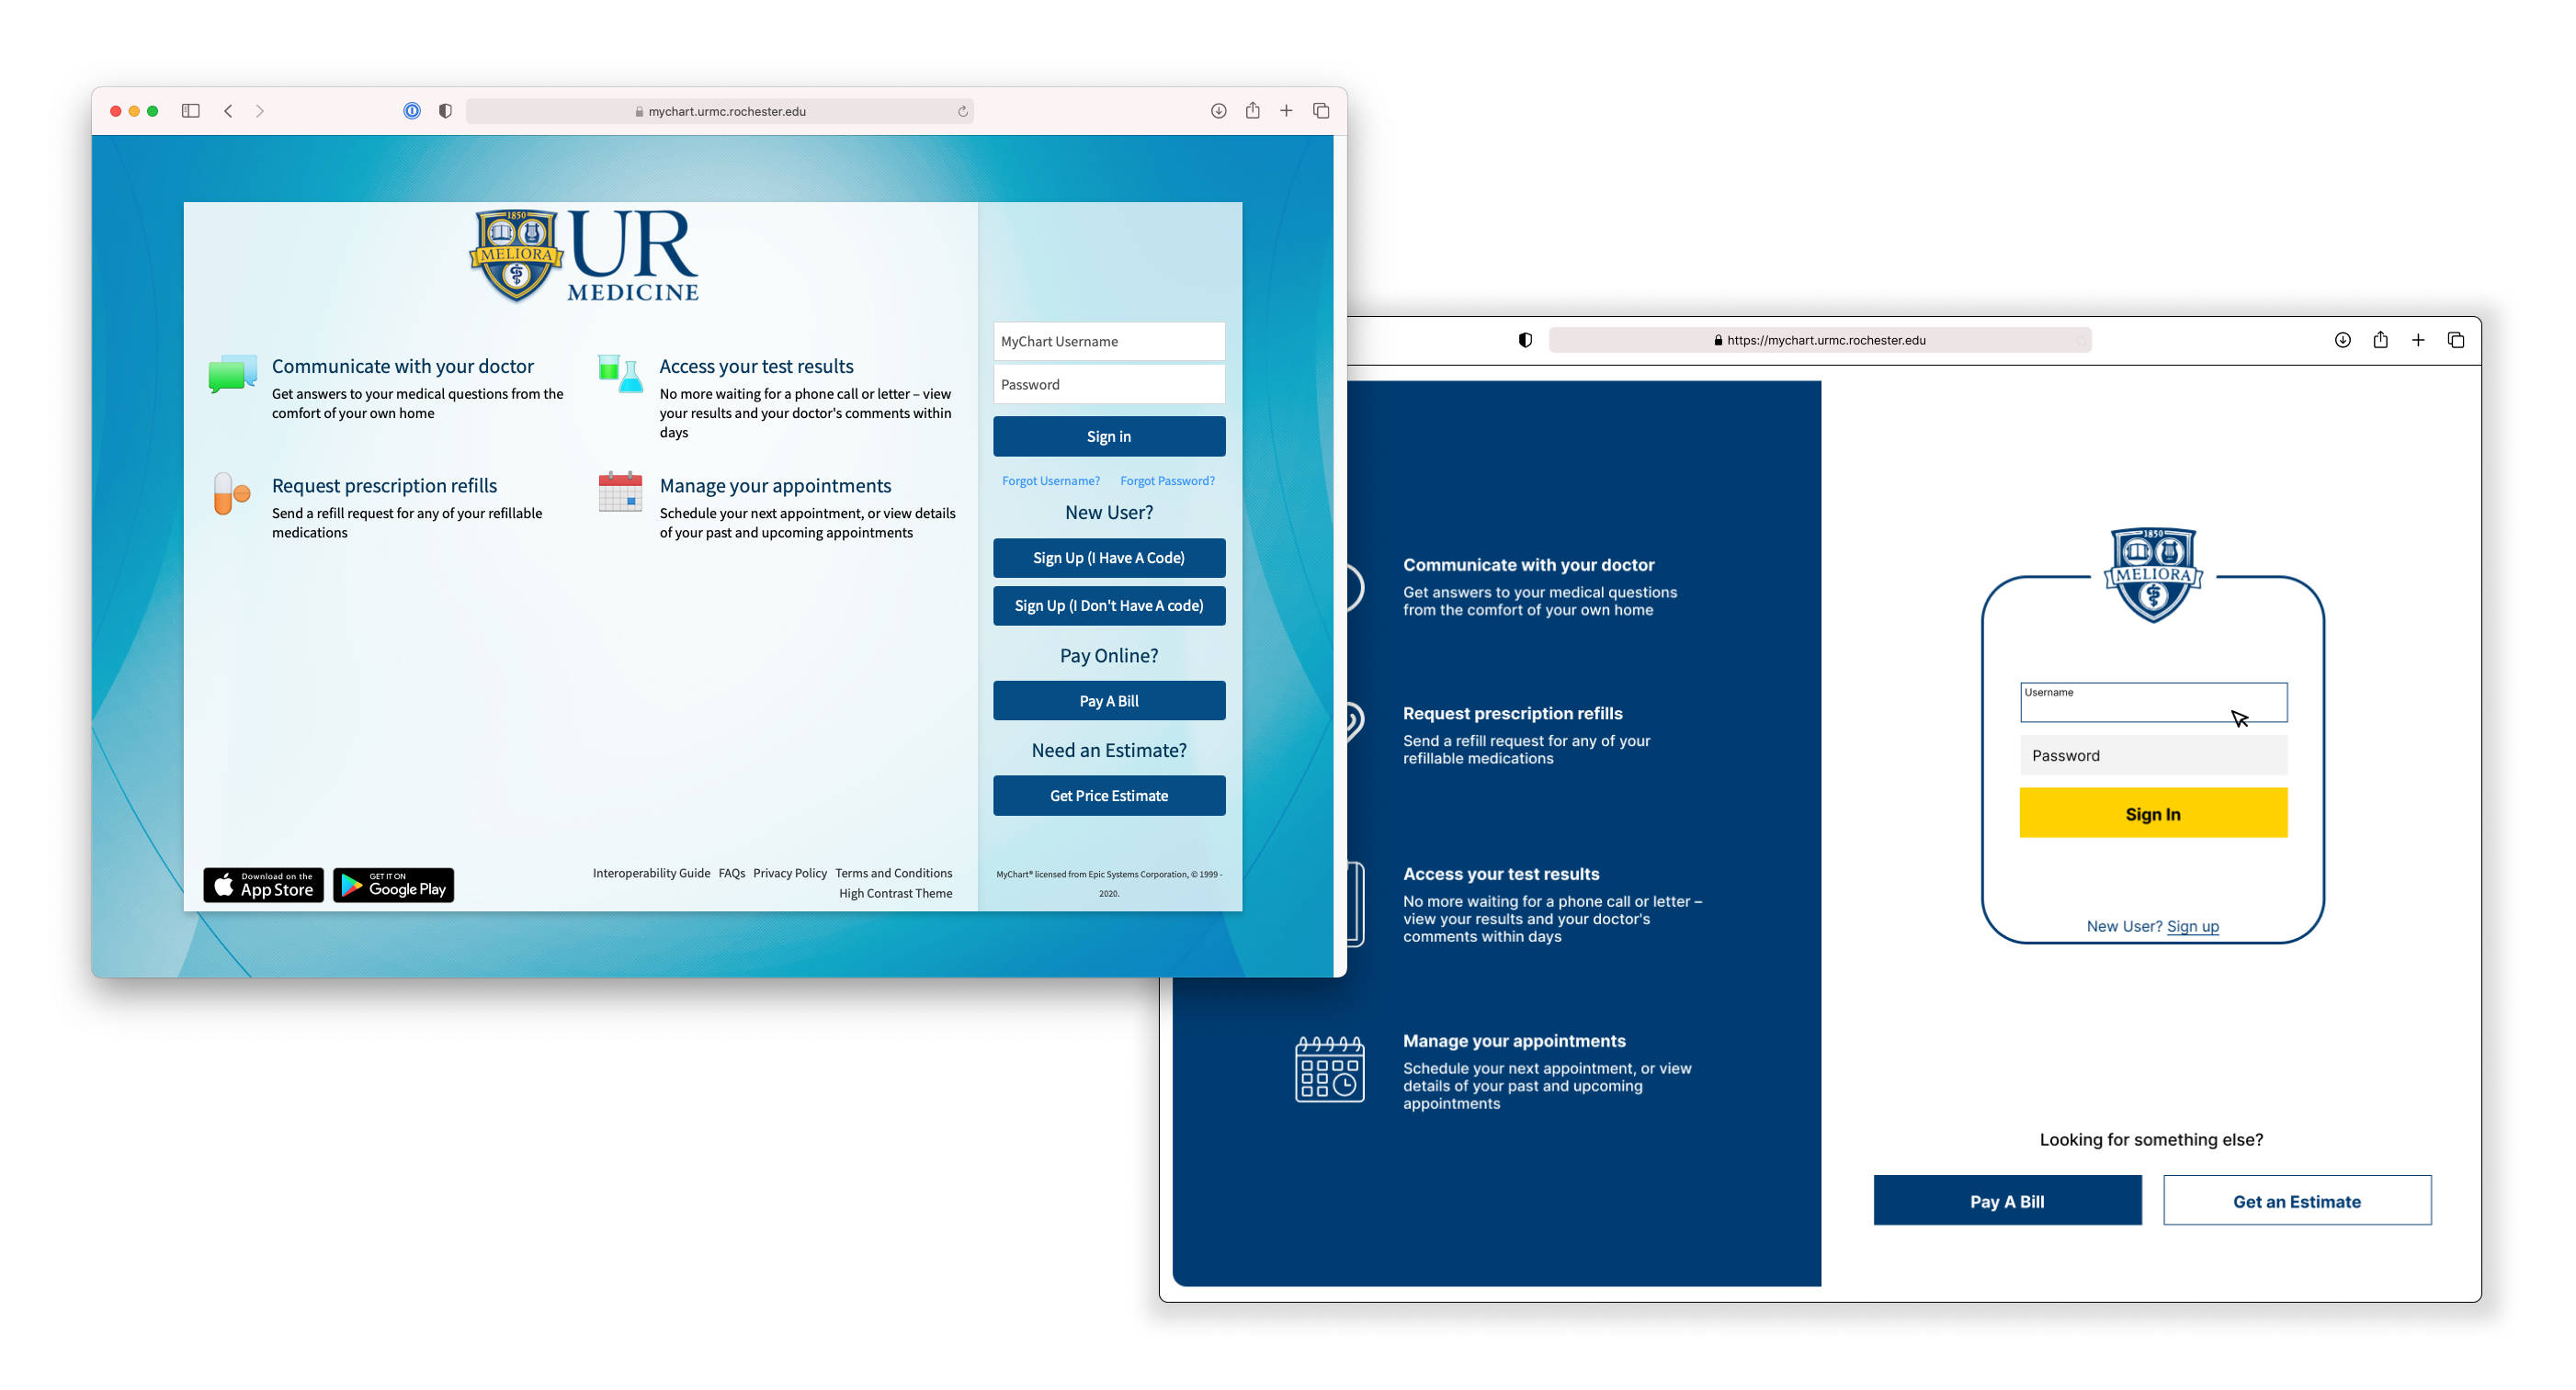 mychart.urmc.rochester.edu
1850
MELIORA
UR
MEDICINE
Communicate with your doctor
Get answers to your medical questions from the
comfort of your own home
Access your test results
No more waiting for a phone call or letter – view
your results and your doctor's comments within
days
Request prescription refills
Send a refill request for any of your refillable
medications
Manage your appointments
Schedule your next appointment, or view details
of your past and upcoming appointments
MyChart Username
Password
Sign in
Forgot Username? Forgot Password?
New User?
Sign Up (I Have A Code)
Sign Up (I Don't Have A code)
Pay Online?
Pay A Bill
Need an Estimate?
Get Price Estimate
Download on the
App Store
GET IT ON
Google Play
Interoperability Guide FAQs Privacy Policy Terms and Conditions
High Contrast Theme
MyChart® licensed from Epic Systems Corporation, © 1999 -
2020.
https://mychart.urmc.rochester.edu
Communicate with your doctor
Get answers to your medical questions
from the comfort of your own home
Request prescription refills
Send a refill request for any of your
refillable medications
Access your test results
No more waiting for a phone call or letter –
view your results and your doctor's
comments within days
Manage your appointments
Schedule your next appointment, or view
details of your past and upcoming
appointments
1850
MELIORA
Username
Password
Sign In
New User? Sign up
Looking for something else?
Pay A Bill
Get an Estimate